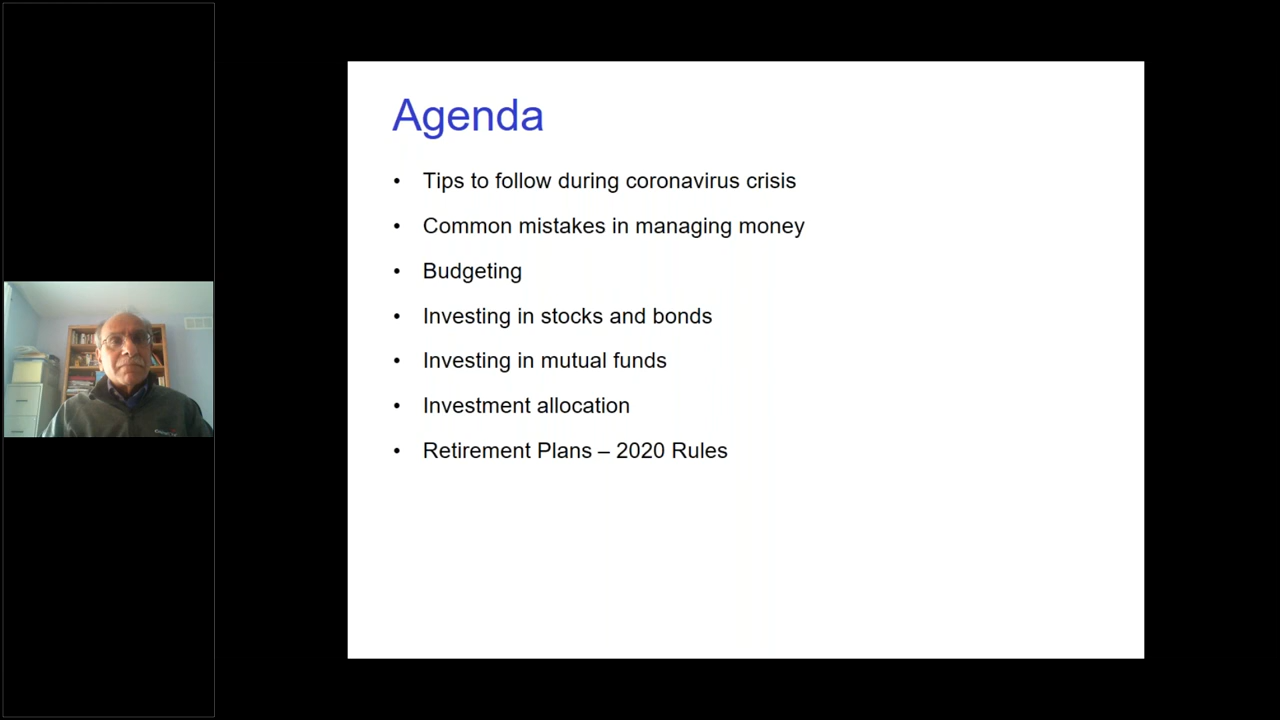 Agenda
• Tips to follow during coronavirus crisis
• Common mistakes in managing money
• Budgeting
• Investing in stocks and bonds
• Investing in mutual funds
• Investment allocation
• Retirement Plans – 2020 Rules